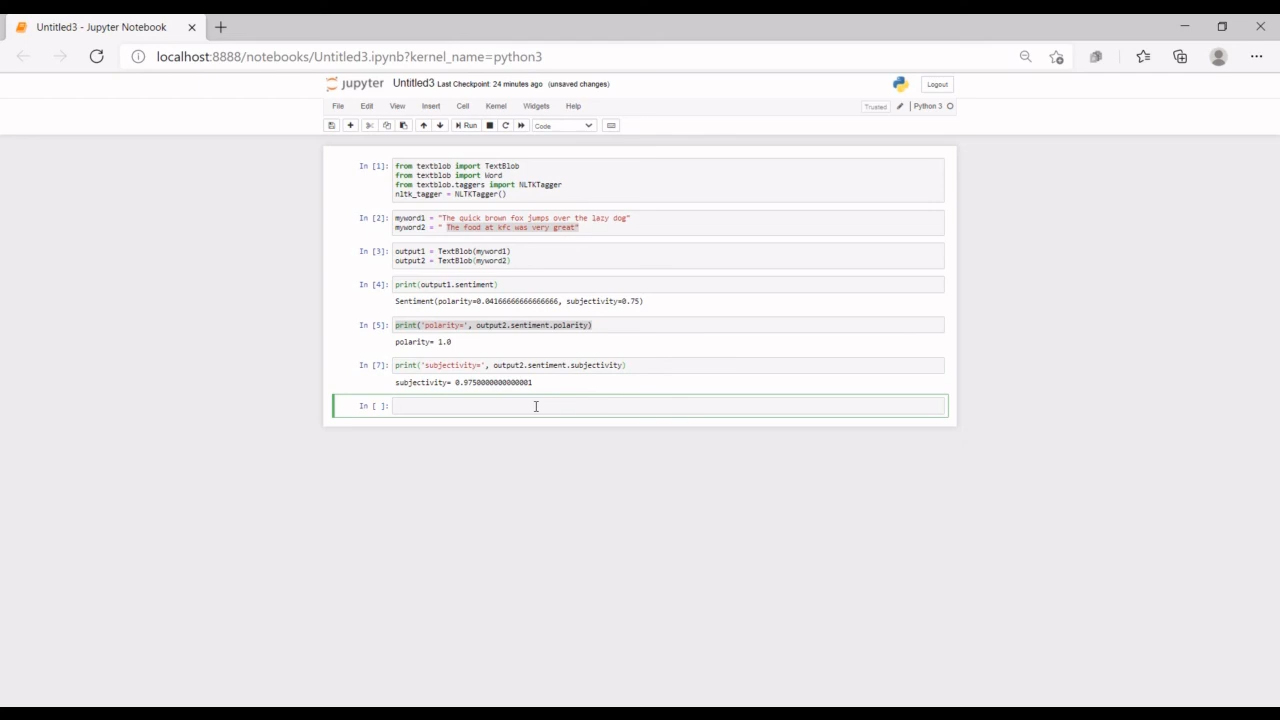 Untitled3 - Jupyter Notebook
localhost:8888/notebooks/Untitled3.ipynb?kernel_name=python3
jupyter Untitled3 Last Checkpoint: 24 minutes ago (unsaved changes) Logout
File Edit View Insert Cell Kernel Widgets Help Trusted Python 3
Run Code
In [1]: from textblob import TextBlob
from textblob import Word
from textblob.taggers import NLTKTagger
nltk_tagger = NLTKTagger()
In [2]: myword1 = "The quick brown fox jumps over the lazy dog"
myword2 = " The food at kfc was very great"
In [3]: output1 = TextBlob(myword1)
output2 = TextBlob(myword2)
In [4]: print(output1.sentiment)
Sentiment(polarity=0.04166666666666666, subjectivity=0.75)
In [5]: print('polarity=', output2.sentiment.polarity)
polarity= 1.0
In [7]: print('subjectivity=', output2.sentiment.subjectivity)
subjectivity= 0.9750000000000001
In [ ]: